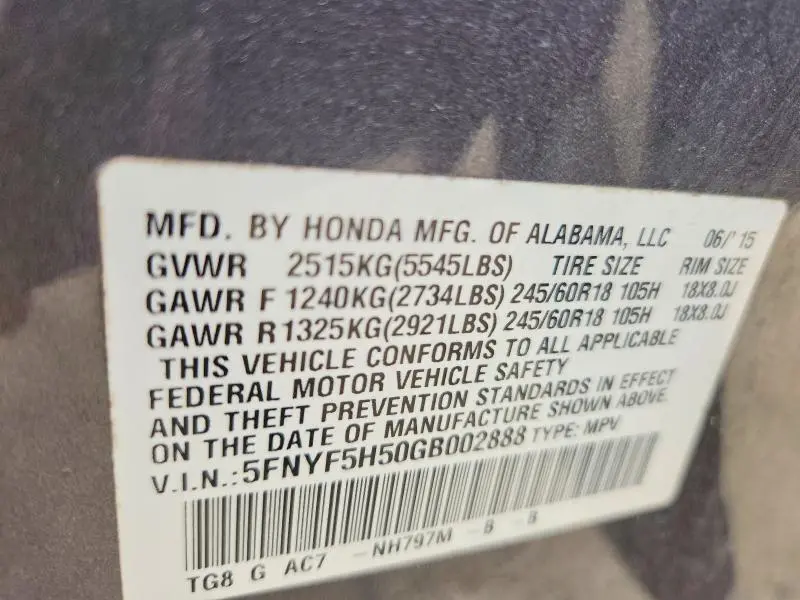 MFD. BY HONDA MFG. OF ALABAMA, LLC 06/'15
GVWR 2515KG(5545LBS) TIRE SIZE RIM SIZE
GAWR F 1240KG(2734LBS) 245/60R18 105H 18X8.0J
GAWR R1325KG(2921LBS) 245/60R18 105H 18X8.0J
THIS VEHICLE CONFORMS TO ALL APPLICABLE
FEDERAL MOTOR VEHICLE SAFETY
AND THEFT PREVENTION STANDARDS IN EFFECT
ON THE DATE OF MANUFACTURE SHOWN ABOVE
V.I.N.:5FNYF5H50GB002888 TYPE: MPV
TG8 G AC7 -NH797M -B -B